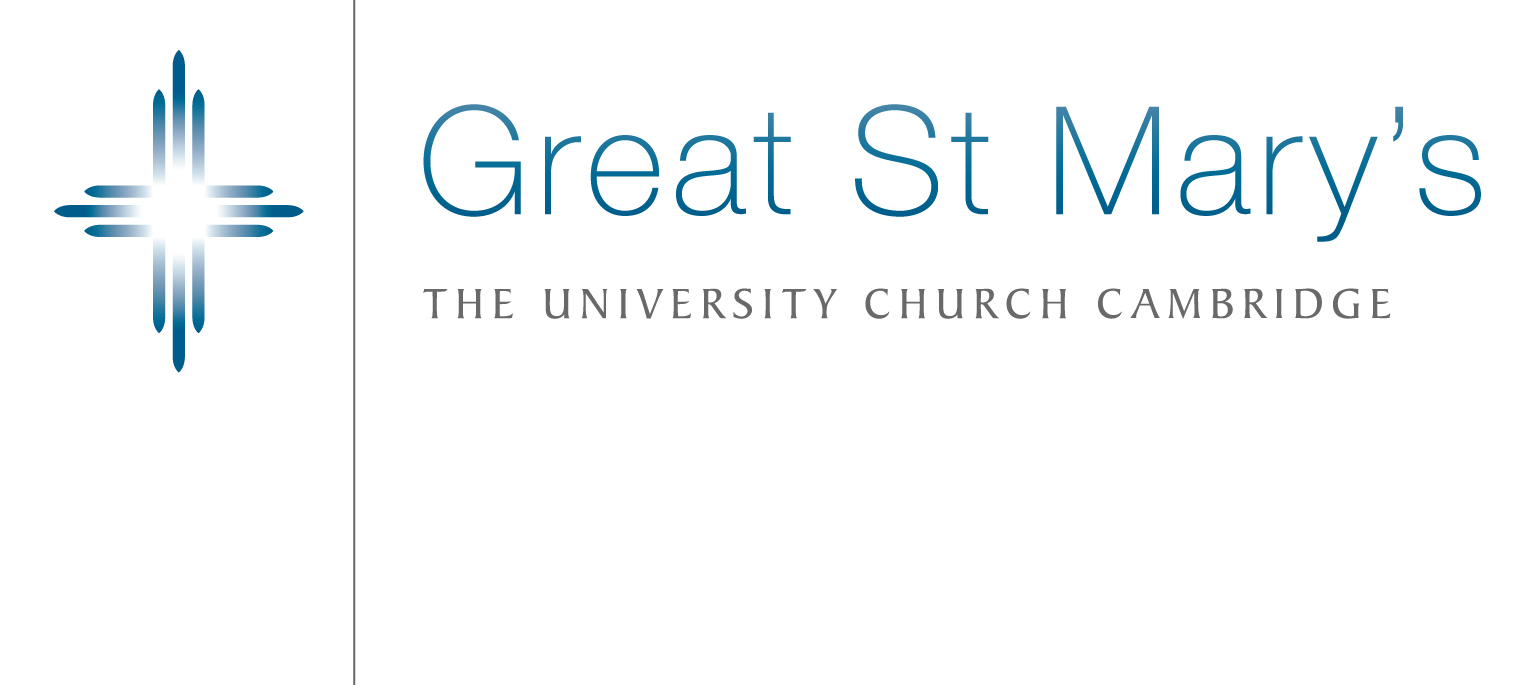 Great St Mary’s
THE UNIVERSITY CHURCH CAMBRIDGE